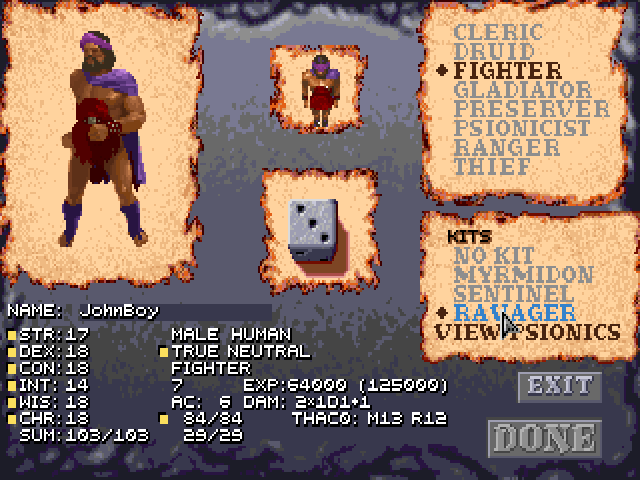 CLERIC
DRUID
FIGHTER
GLADIATOR
PRESERVER
PSIONICIST
RANGER
THIEF
KITS
NO KIT
MYRMIDON
SENTINEL
RAVAGER
VIEW PSIONICS
NAME: JohnBoy
STR:17 MALE HUMAN
DEX:18 TRUE NEUTRAL
CON:18 FIGHTER
INT:14 7 EXP:64000 (125000)
WIS:18 AC: 6 DAM: 2x1D1+1
CHR:18 84/84 THAC0: M13 R12
SUM:103/103 29/29
EXIT
DONE